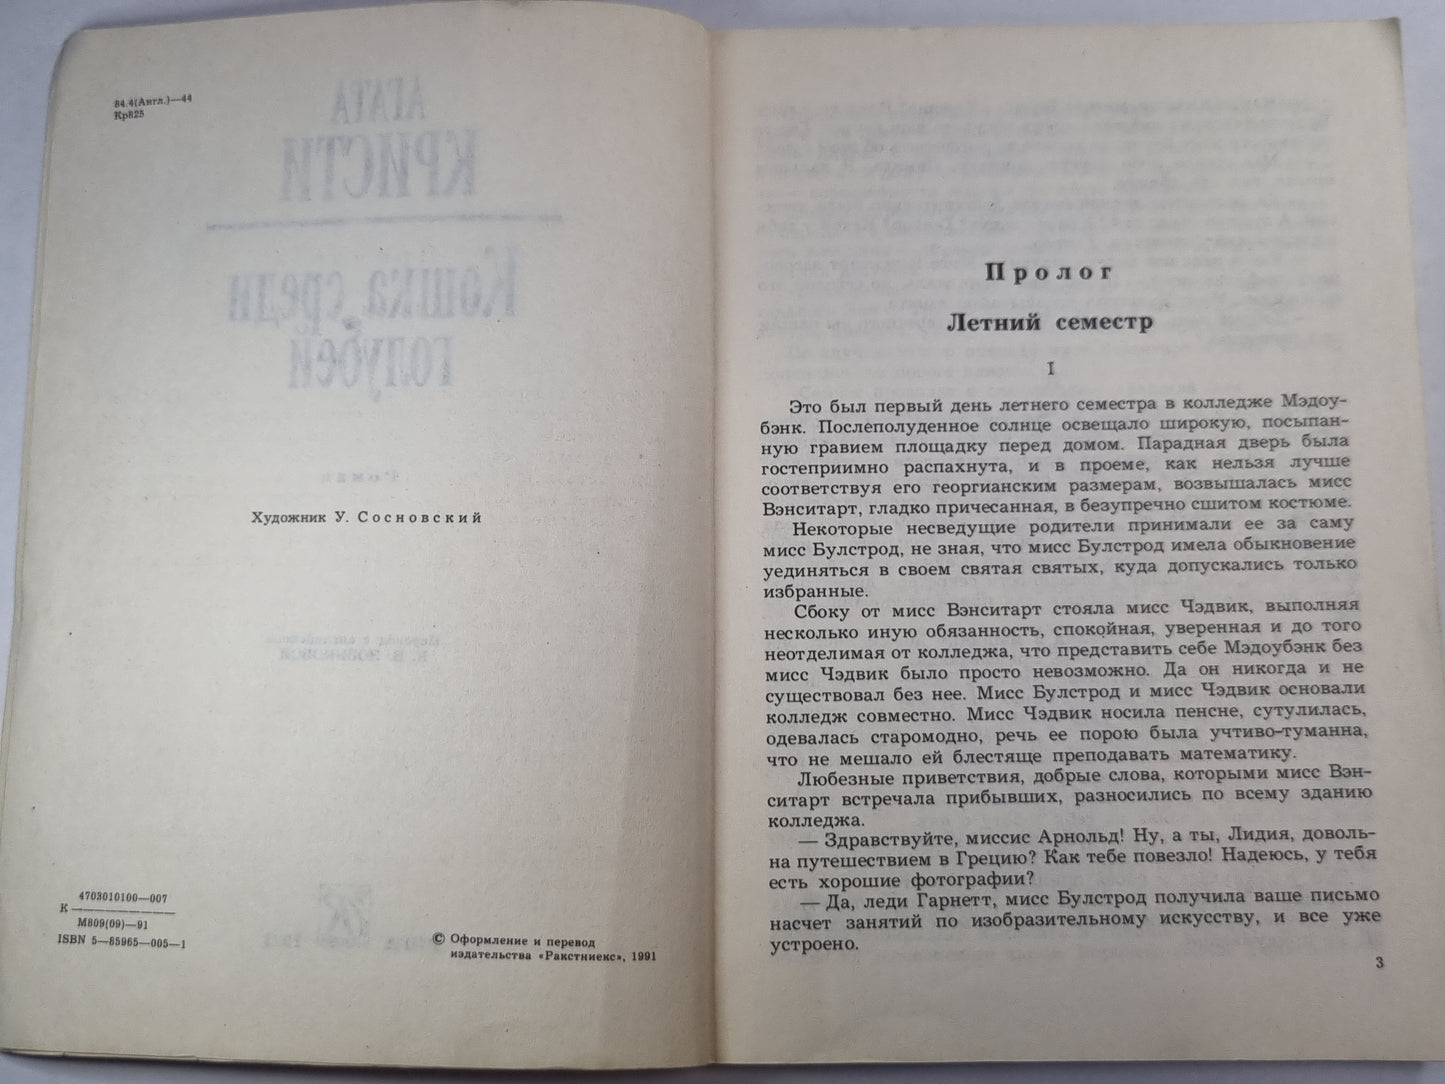 84.4(Англ.)—44
Кр825
АГАТА
КРИСТИ
Кошка среди
голубей
Роман
Художник У. Сосновский
4703010100—007
К
М809(09)—91
ISBN 5—85965—005—1
© Оформление и перевод
издательства «Ракстниекс», 1991
Пролог
Летний семестр
I
Это был первый день летнего семестра в колледже Мэдоу-
бэнк. Послеполуденное солнце освещало широкую, посыпан-
ную гравием площадку перед домом. Парадная дверь была
гостеприимно распахнута, и в проеме, как нельзя лучше
соответствуя его георгианским размерам, возвышалась мисс
Вэнситарт, гладко причесанная, в безупречно сшитом костюме.
Некоторые несведущие родители принимали ее за саму
мисс Булстрод, не зная, что мисс Булстрод имела обыкновение
уединяться в своем святая святых, куда допускались только
избранные.
Сбоку от мисс Вэнситарт стояла мисс Чэдвик, выполняя
несколько иную обязанность, спокойная, уверенная и до того
неотделимая от колледжа, что представить себе Мэдоубэнк без
мисс Чэдвик было просто невозможно. Да он никогда и не
существовал без нее. Мисс Булстрод и мисс Чэдвик основали
колледж совместно. Мисс Чэдвик носила пенсне, сутулилась,
одевалась старомодно, речь ее порою была учтиво-туманна,
что не мешало ей блестяще преподавать математику.
Любезные приветствия, добрые слова, которыми мисс Вэн-
ситарт встречала прибывших, разносились по всему зданию
колледжа.
— Здравствуйте, миссис Арнольд! Ну, а ты, Лидия, доволь-
на путешествием в Грецию? Как тебе повезло! Надеюсь, у тебя
есть хорошие фотографии?
— Да, леди Гарнетт, мисс Булстрод получила ваше письмо
насчет занятий по изобразительному искусству, и все уже
устроено.
3